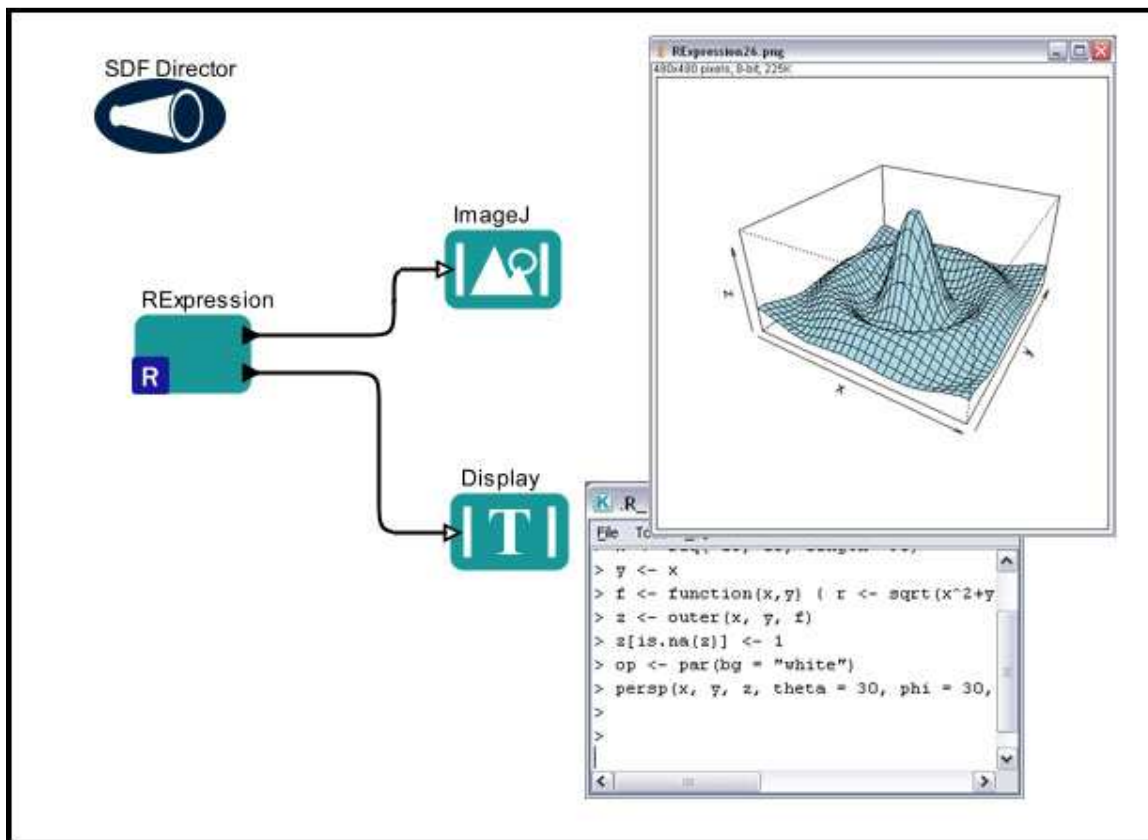 SDF Director
RExpression26.png
480x480 pixels, 8-bit, 225K
z
x
y
ImageJ
RExpression
R
Display
T
K .R_
File
> y <- x
> f <- function(x,y) { r <- sqrt(x^2+y
> z <- outer(x, y, f)
> z[is.na(z)] <- 1
> op <- par(bg = "white")
> persp(x, y, z, theta = 30, phi = 30,
>
>